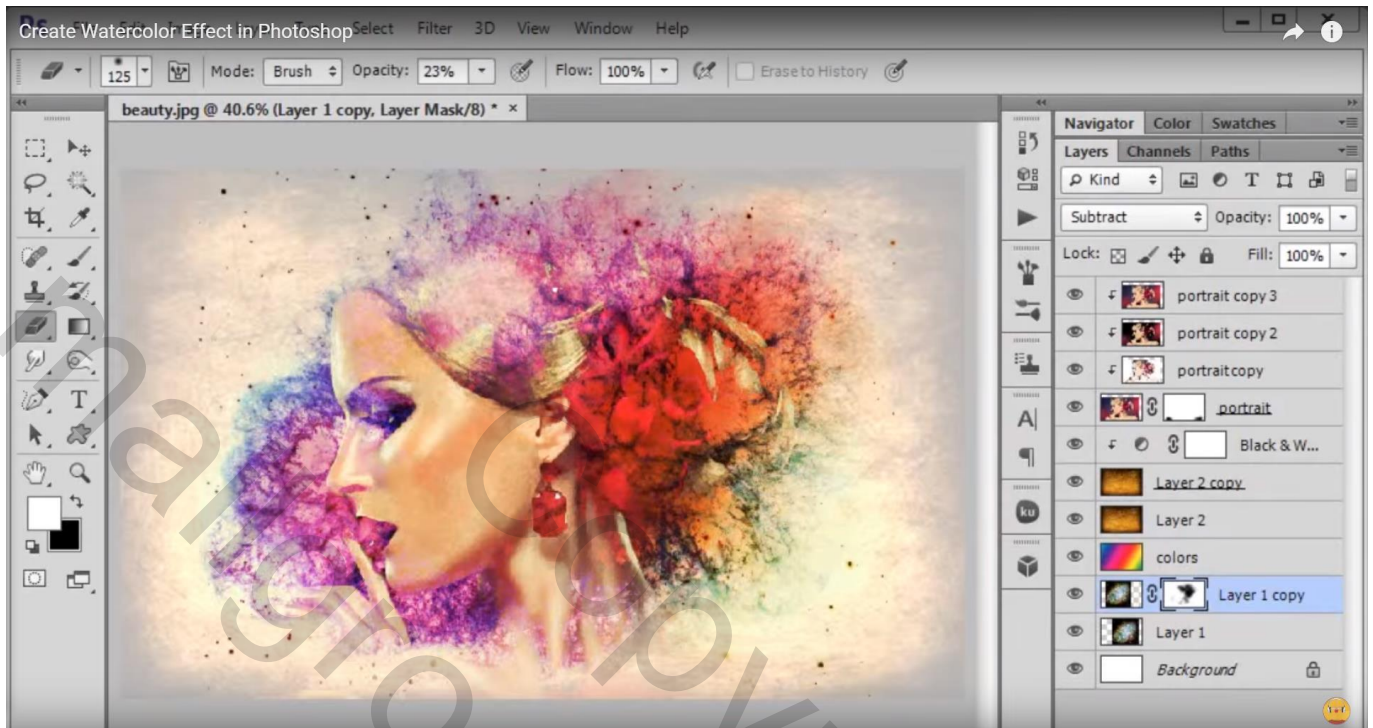 Create Watercolor Effect in Photoshop Select Filter 3D View Window Help
125 Mode: Brush Opacity: 23% Flow: 100% Erase to History
beauty.jpg @ 40.6% (Layer 1 copy, Layer Mask/8) * ×
Navigator Color Swatches
Layers Channels Paths
Kind T
Subtract Opacity: 100%
Lock: Fill: 100%
portrait copy 3
portrait copy 2
portrait copy
portrait
Black & W...
Layer 2 copy
Layer 2
colors
Layer 1 copy
Layer 1
Background
T
A
ku